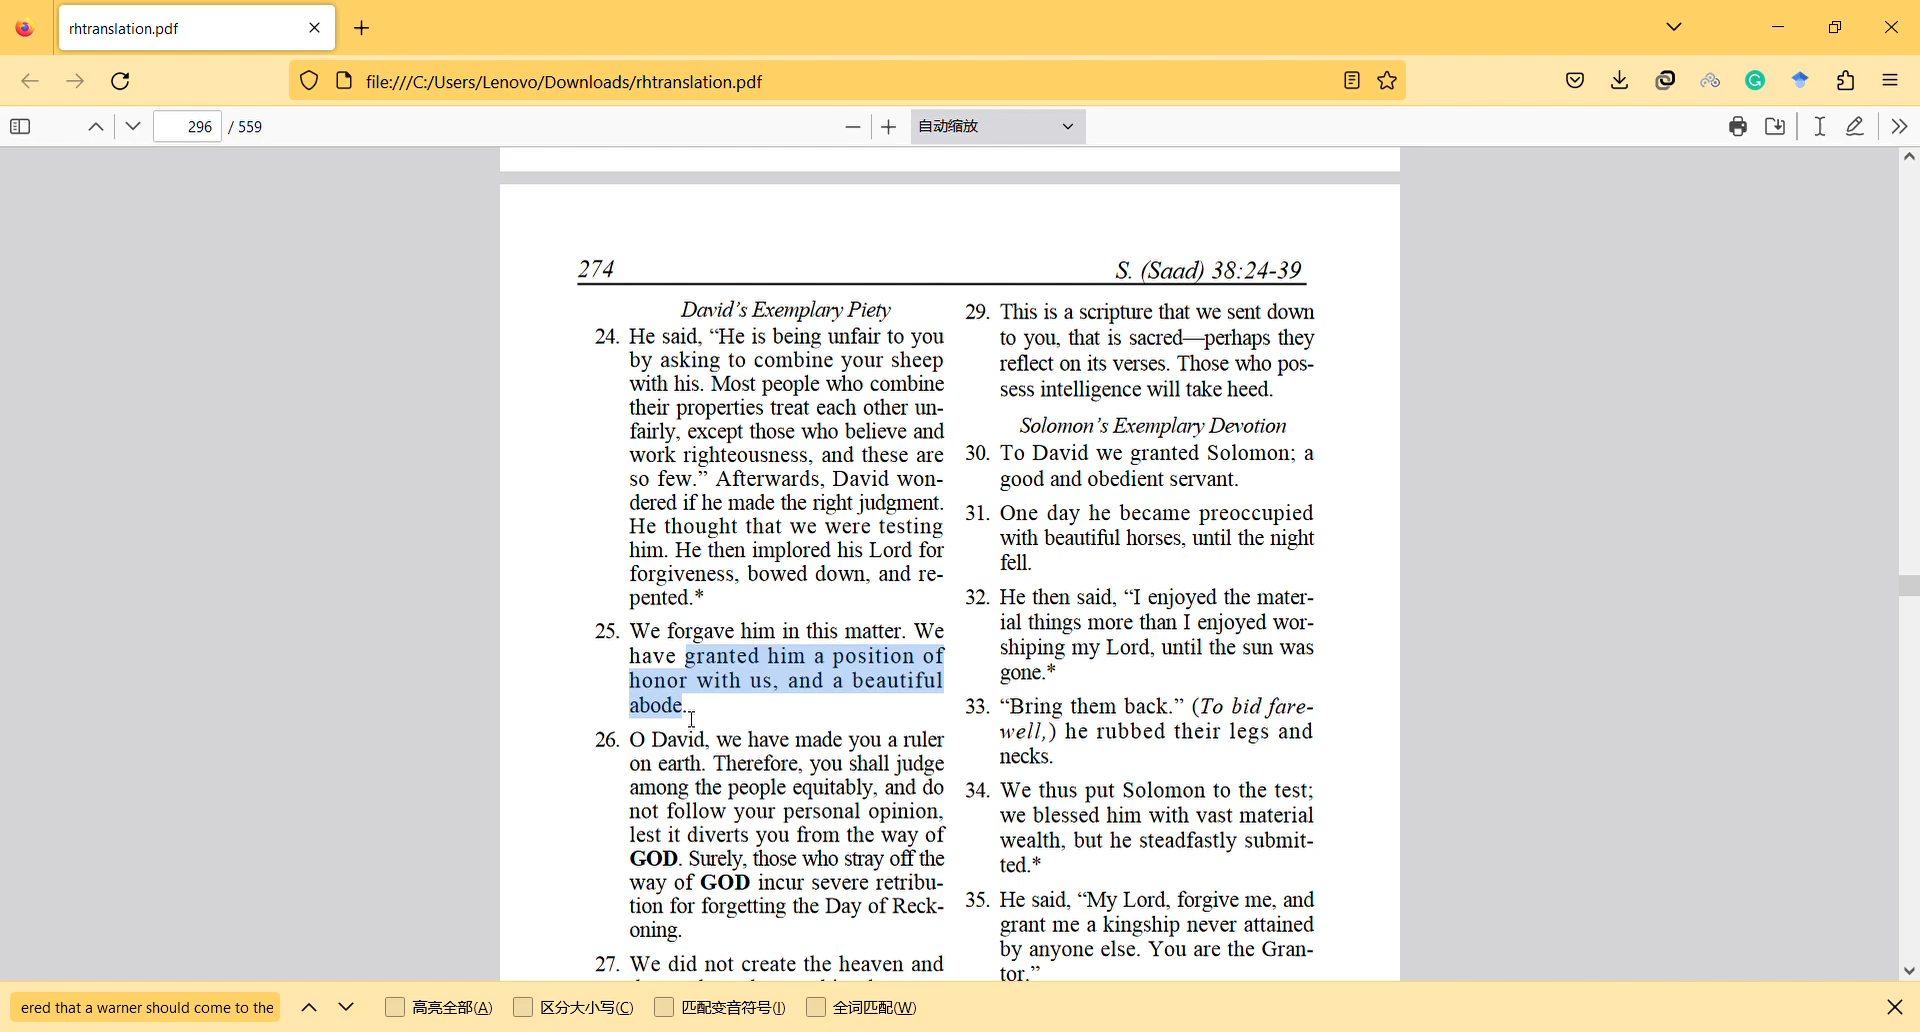 rhtranslation.pdf
file:///C:/Users/Lenovo/Downloads/rhtranslation.pdf
296 / 559
自动缩放
274
S. (Saad) 38:24-39
David’s Exemplary Piety
24. He said, “He is being unfair to you
by asking to combine your sheep
with his. Most people who combine
their properties treat each other un-
fairly, except those who believe and
work righteousness, and these are
so few.” Afterwards, David won-
dered if he made the right judgment.
He thought that we were testing
him. He then implored his Lord for
forgiveness, bowed down, and re-
pented.*
25. We forgave him in this matter. We
have granted him a position of
honor with us, and a beautiful
abode.
26. O David, we have made you a ruler
on earth. Therefore, you shall judge
among the people equitably, and do
not follow your personal opinion,
lest it diverts you from the way of
GOD. Surely, those who stray off the
way of GOD incur severe retribu-
tion for forgetting the Day of Reck-
oning.
27. We did not create the heaven and
29. This is a scripture that we sent down
to you, that is sacred—perhaps they
reflect on its verses. Those who pos-
sess intelligence will take heed.
Solomon’s Exemplary Devotion
30. To David we granted Solomon; a
good and obedient servant.
31. One day he became preoccupied
with beautiful horses, until the night
fell.
32. He then said, “I enjoyed the mater-
ial things more than I enjoyed wor-
shiping my Lord, until the sun was
gone.*
33. “Bring them back.” (To bid fare-
well,) he rubbed their legs and
necks.
34. We thus put Solomon to the test;
we blessed him with vast material
wealth, but he steadfastly submit-
ted.*
35. He said, “My Lord, forgive me, and
grant me a kingship never attained
by anyone else. You are the Gran-
tor.”
ered that a warner should come to the
高亮全部(A)
区分大小写(C)
匹配变音符号(I)
全词匹配(W)